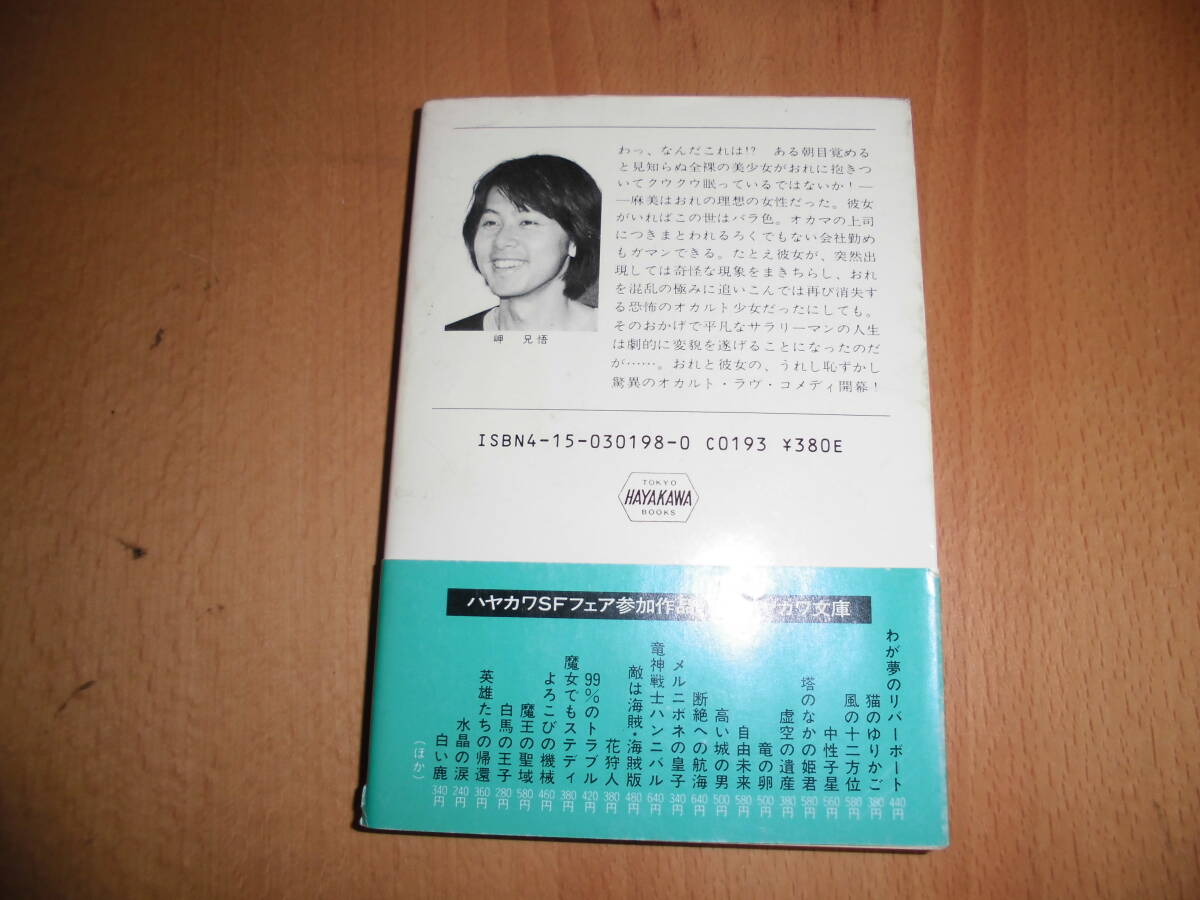 わっ、なんだこれは!?　ある朝目覚める
と見知らぬ全裸の美少女がおれに抱きつ
いてクウクウ眠っているではないか！―
―麻美はおれの理想の女性だった。彼女
がいればこの世はバラ色。オカマの上司
につきまとわれるろくでもない会社勤め
もガマンできる。たとえ彼女が、突然出
現しては奇怪な現象をまきちらし、おれ
を混乱の極みに追いこんでは再び消失す
る恐怖のオカルト少女だったにしても。
そのおかげで平凡なサラリーマンの人生
は劇的に変貌を遂げることになったのだ
が……。おれと彼女の、うれし恥ずかし
驚異のオカルト・ラヴ・コメディ開幕！
岬　兄悟
ISBN4-15-030198-0 C0193 ¥380E
TOKYO
HAYAKAWA
BOOKS
ハヤカワSFフェア参加作品 カワ文庫
わが夢のリバーボート 440円
猫のゆりかご 380円
風の十二方位 580円
中性子星 560円
塔のなかの姫君 580円
虚空の遺産 380円
竜の卵 500円
自由未来 580円
高い城の男 500円
断絶への航海 640円
メルニボネの皇子 340円
竜神戦士ハンニバル 640円
敵は海賊・海賊版 460円
花狩人 380円
99%のトラブル 420円
魔女でもステディ 380円
よろこびの機械 460円
魔王の聖域 580円
白馬の王子 280円
英雄たちの帰還 360円
水晶の涙 240円
白い鹿 340円
（ほか）